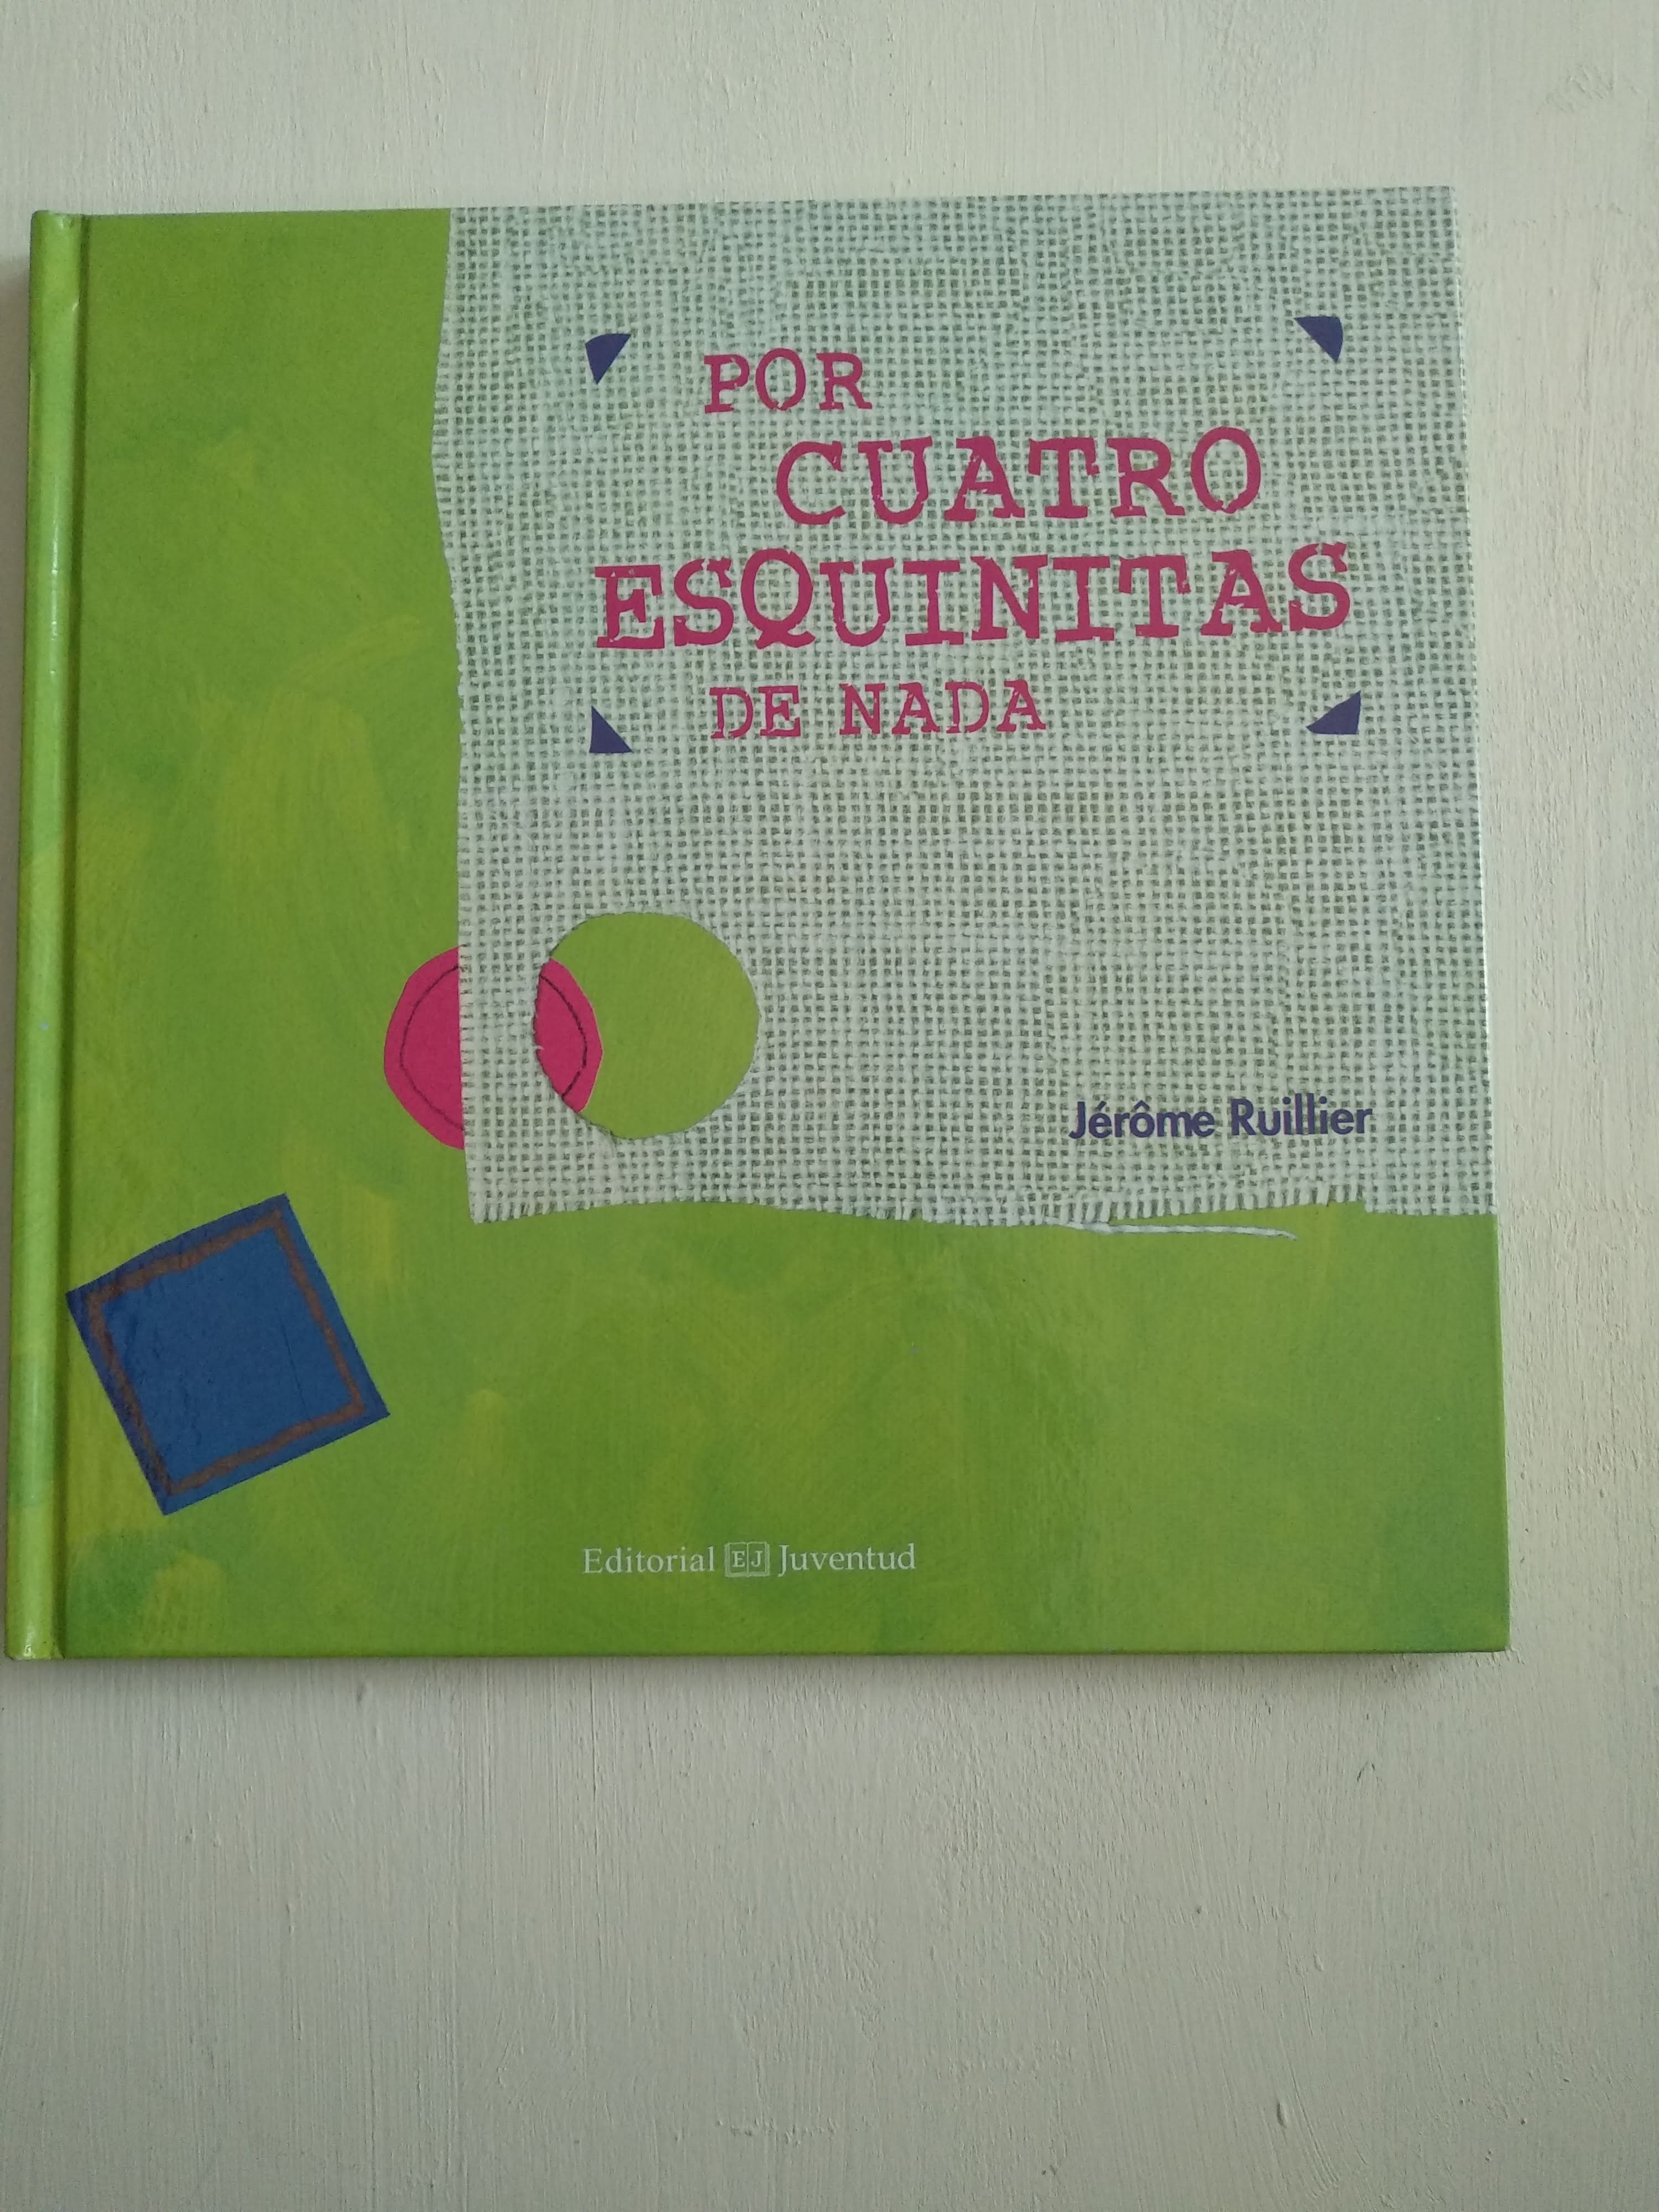 POR
CUATRO
ESQUINITAS
DE NADA
Jérôme Ruillier
Editorial EJ Juventud